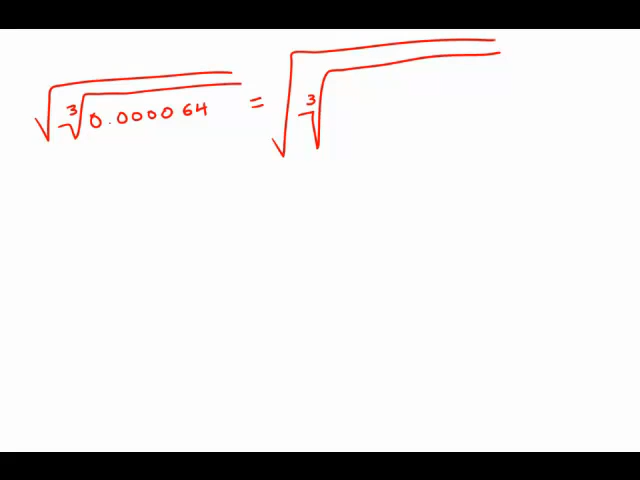 √∛0.000064 = √∛